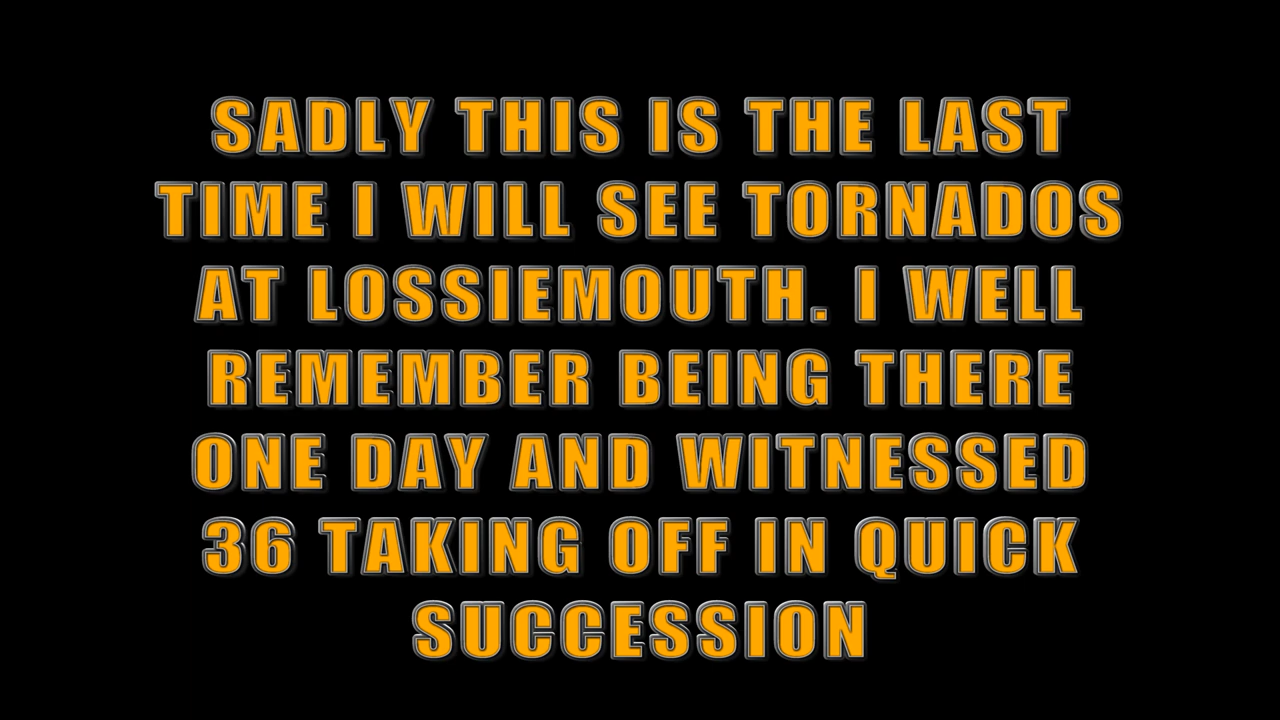 SADLY THIS IS THE LAST
TIME I WILL SEE TORNADOS
AT LOSSIEMOUTH. I WELL
REMEMBER BEING THERE
ONE DAY AND WITNESSED
36 TAKING OFF IN QUICK
SUCCESSION